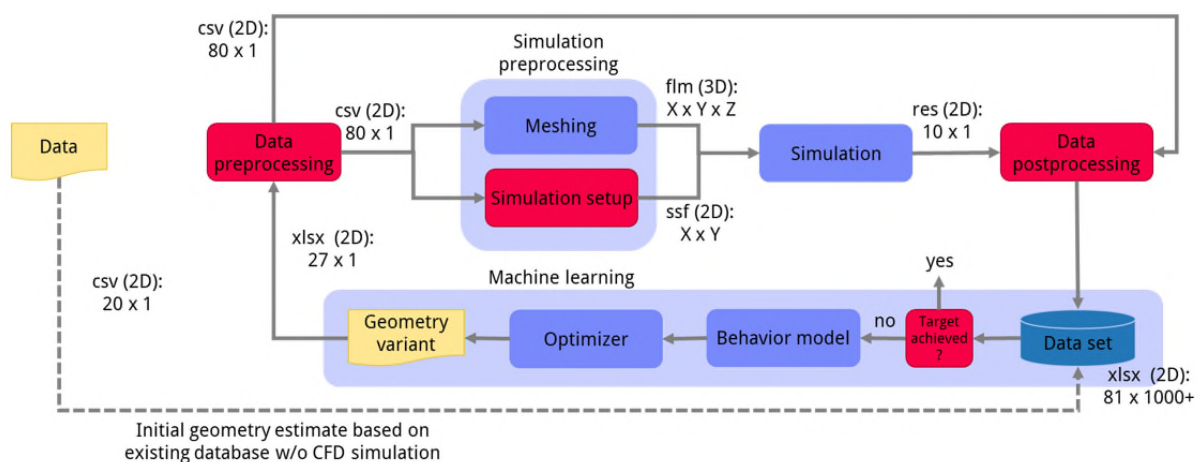 csv (2D):
80 x 1
Simulation
preprocessing
Data
Data
preprocessing
csv (2D):
80 x 1
Meshing
Simulation setup
flm (3D):
X x Y x Z
ssf (2D):
X x Y
Simulation
res (2D):
10 x 1
Data
postprocessing
csv (2D):
20 x 1
xlsx (2D):
27 x 1
Machine learning
Geometry
variant
Optimizer
Behavior model
no
yes
Target
achieved
?
Data set
xlsx (2D):
81 x 1000+
Initial geometry estimate based on
existing database w/o CFD simulation